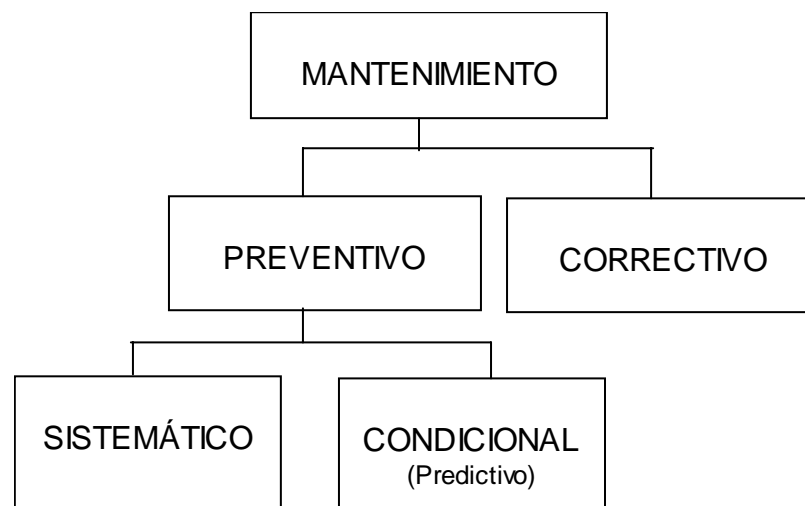 MANTENIMIENTO
PREVENTIVO
CORRECTIVO
SISTEMÁTICO
CONDICIONAL
(Predictivo)